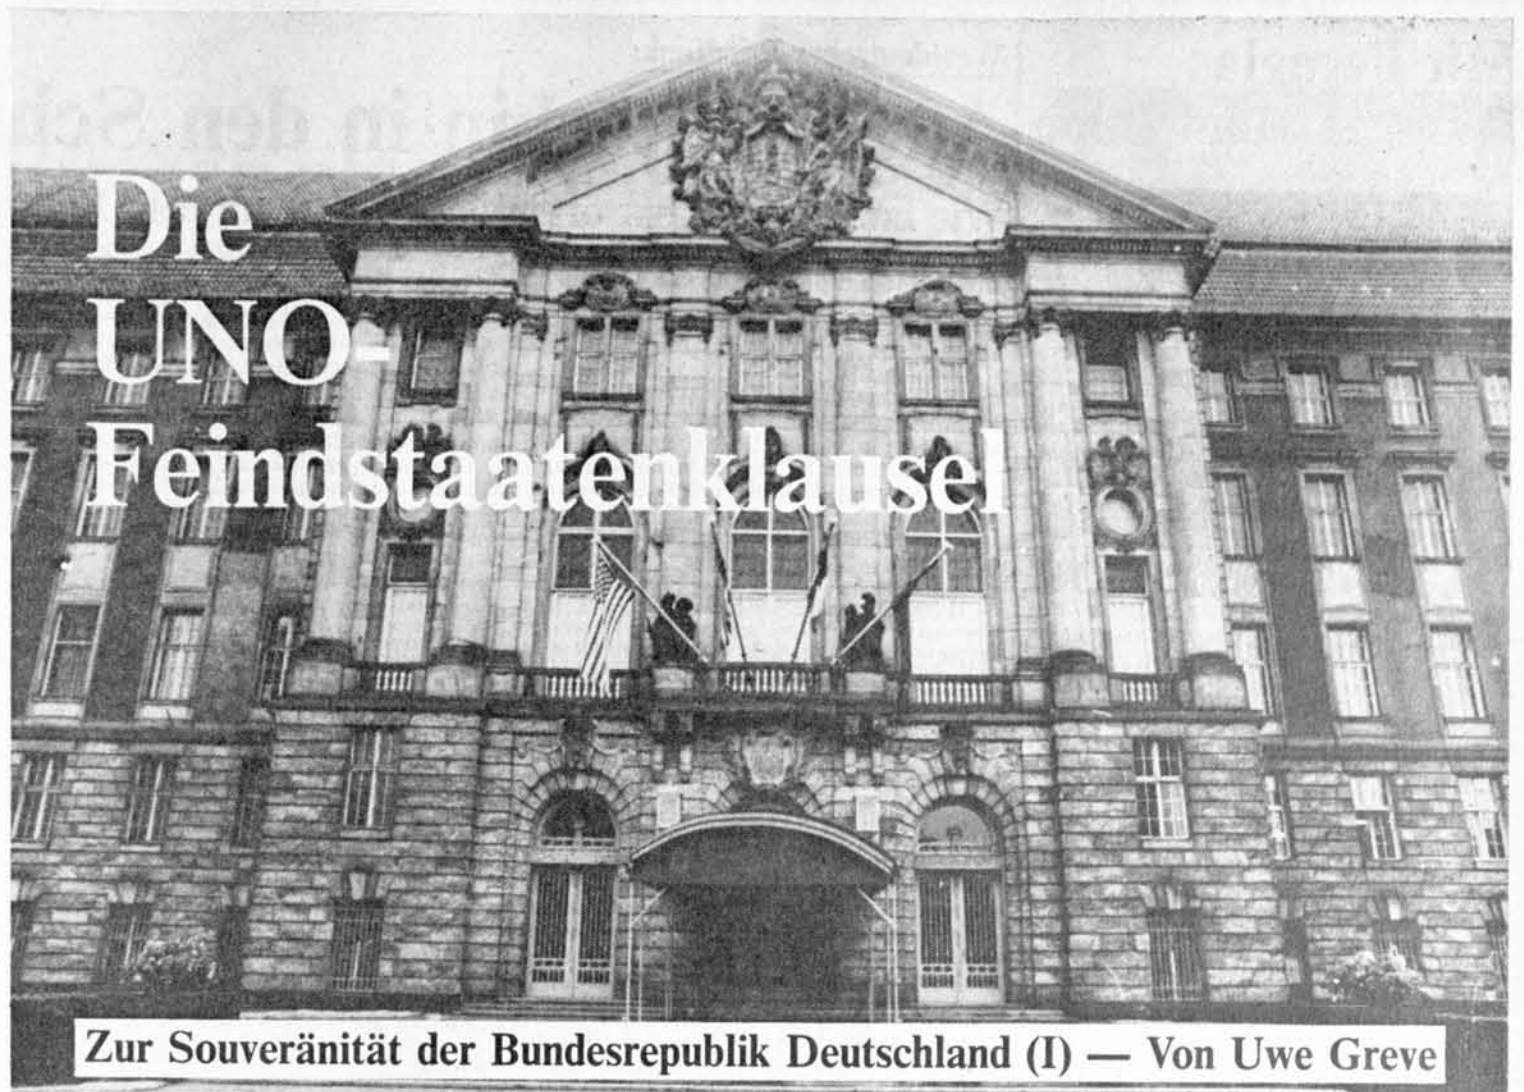 Die
UNO-
Feindstaatenklausel
Zur Souveränität der Bundesrepublik Deutschland (I) — Von Uwe Greve